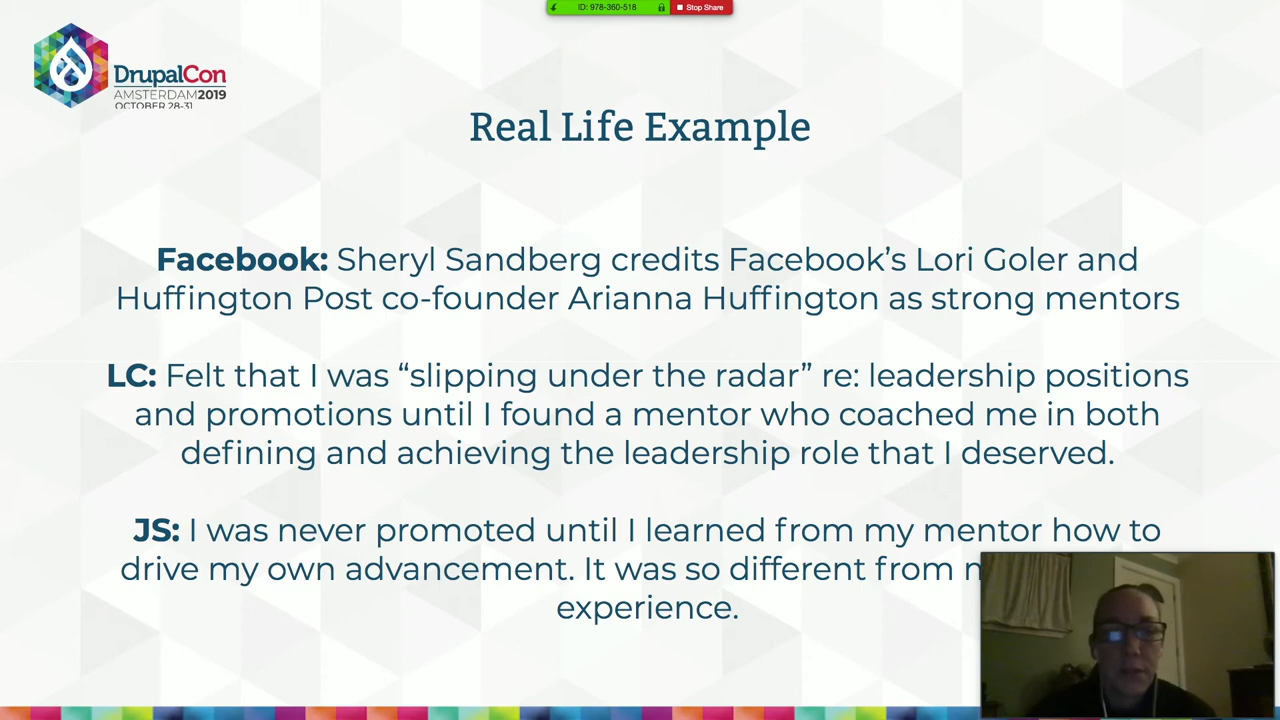 ID: 978-360-518
Stop Share
DrupalCon
AMSTERDAM2019
OCTOBER 28-31
Real Life Example
Facebook: Sheryl Sandberg credits Facebook’s Lori Goler and
Huffington Post co-founder Arianna Huffington as strong mentors
LC: Felt that I was “slipping under the radar” re: leadership positions
and promotions until I found a mentor who coached me in both
defining and achieving the leadership role that I deserved.
JS: I was never promoted until I learned from my mentor how to
drive my own advancement. It was so different from
experience.